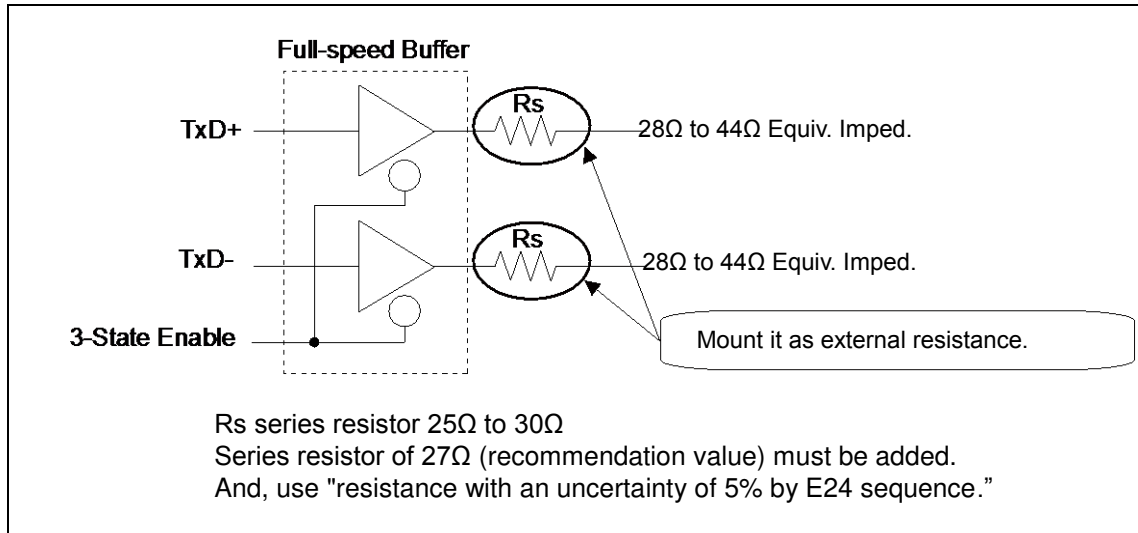 Full-speed Buffer
Rs
TxD+
28Ω to 44Ω Equiv. Imped.
Rs
TxD-
28Ω to 44Ω Equiv. Imped.
3-State Enable
Mount it as external resistance.
Rs series resistor 25Ω to 30Ω
Series resistor of 27Ω (recommendation value) must be added.
And, use "resistance with an uncertainty of 5% by E24 sequence.”